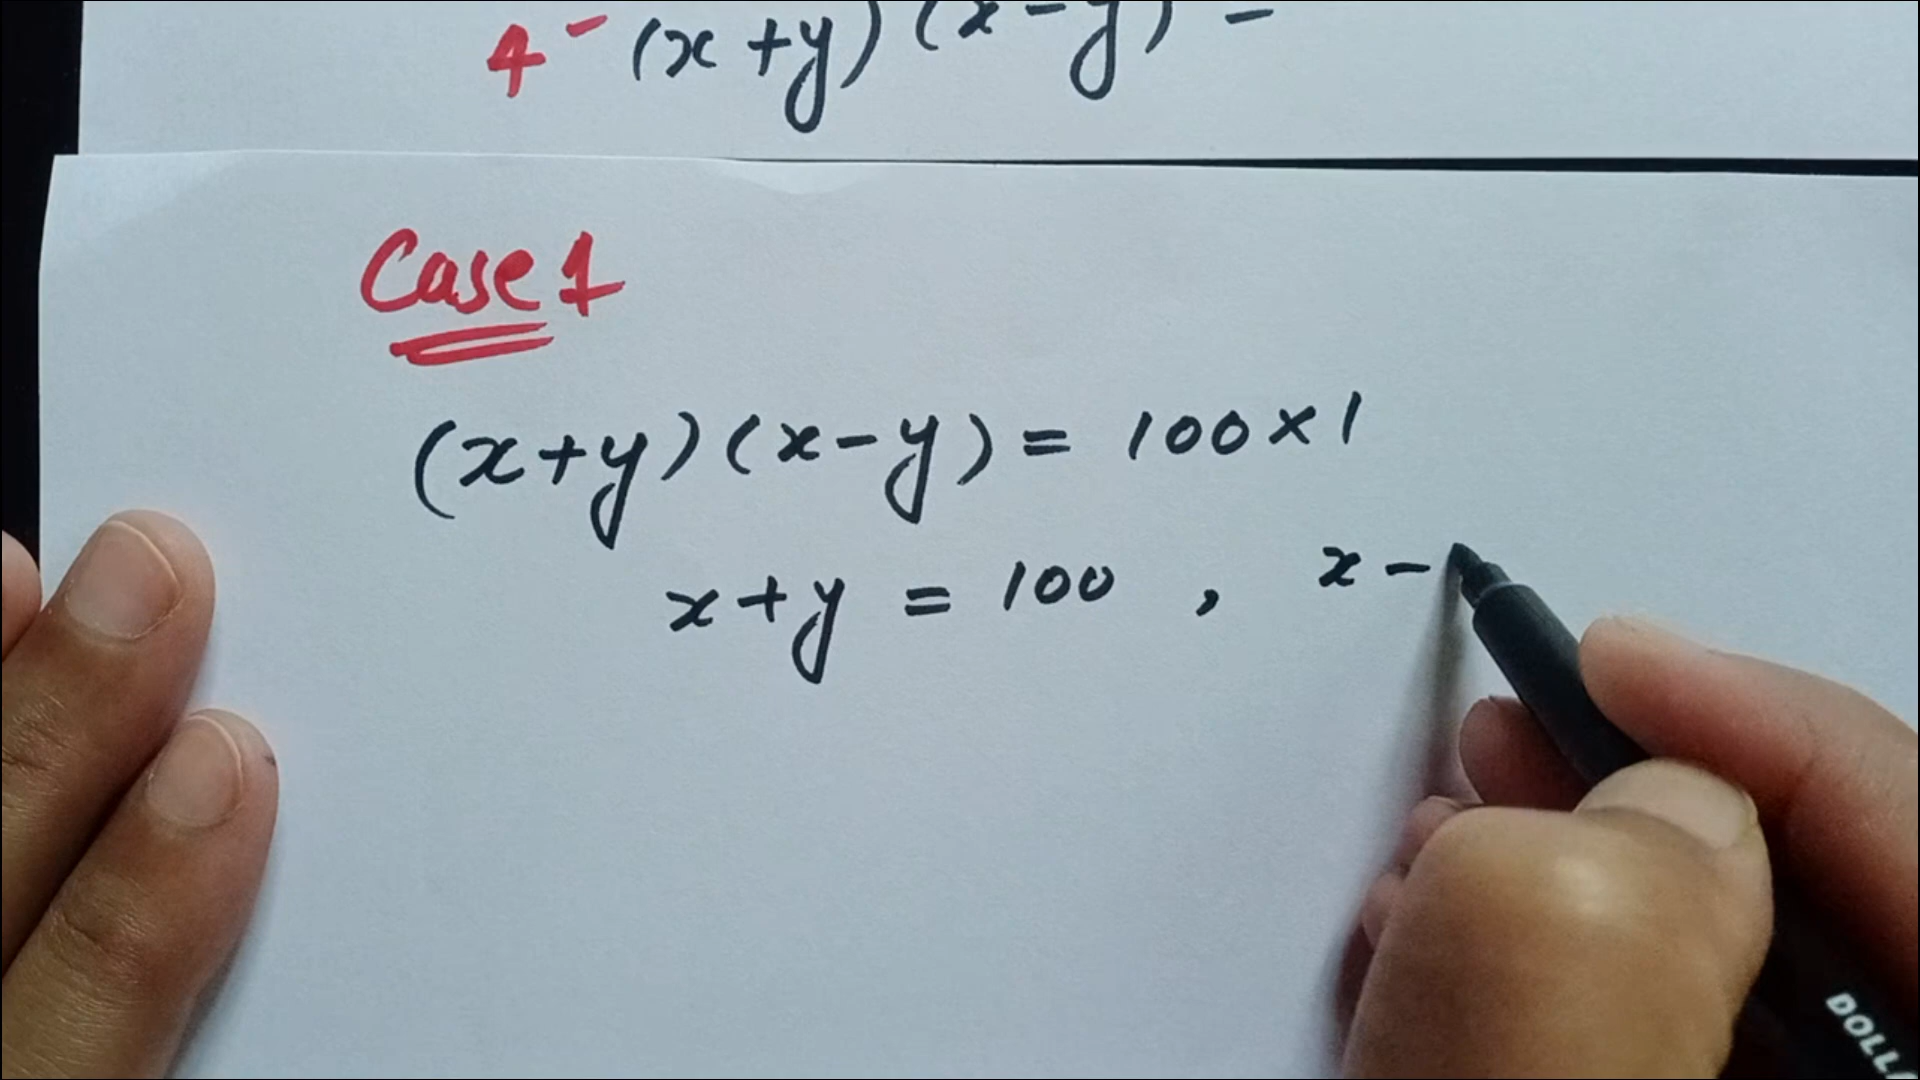 4 - (x+y)(x-y) -
Case 1
(x+y)(x-y) = 100×1
x+y = 100 , x-